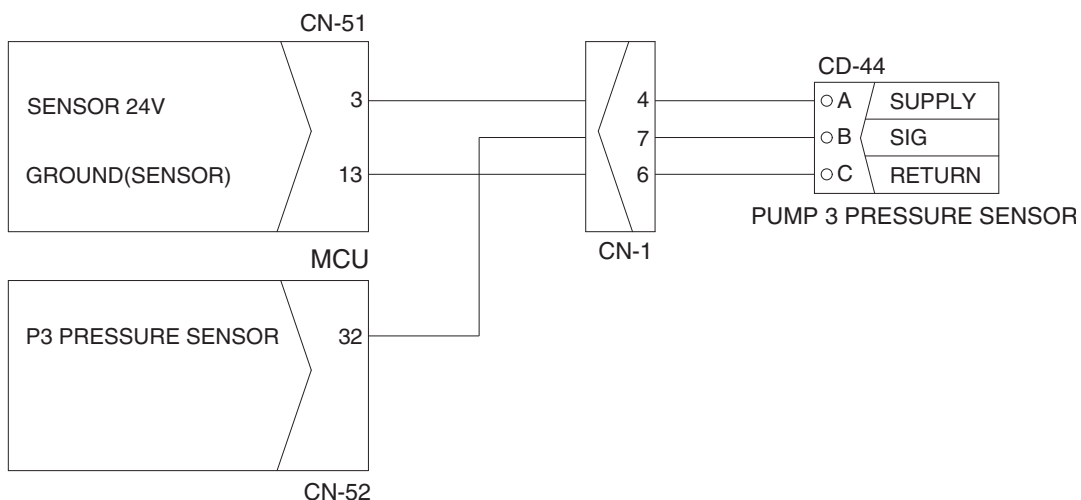 CN-51
SENSOR 24V
3
GROUND(SENSOR)
13
MCU
P3 PRESSURE SENSOR
32
CN-52
4
7
6
CN-1
CD-44
A SUPPLY
B SIG
C RETURN
PUMP 3 PRESSURE SENSOR